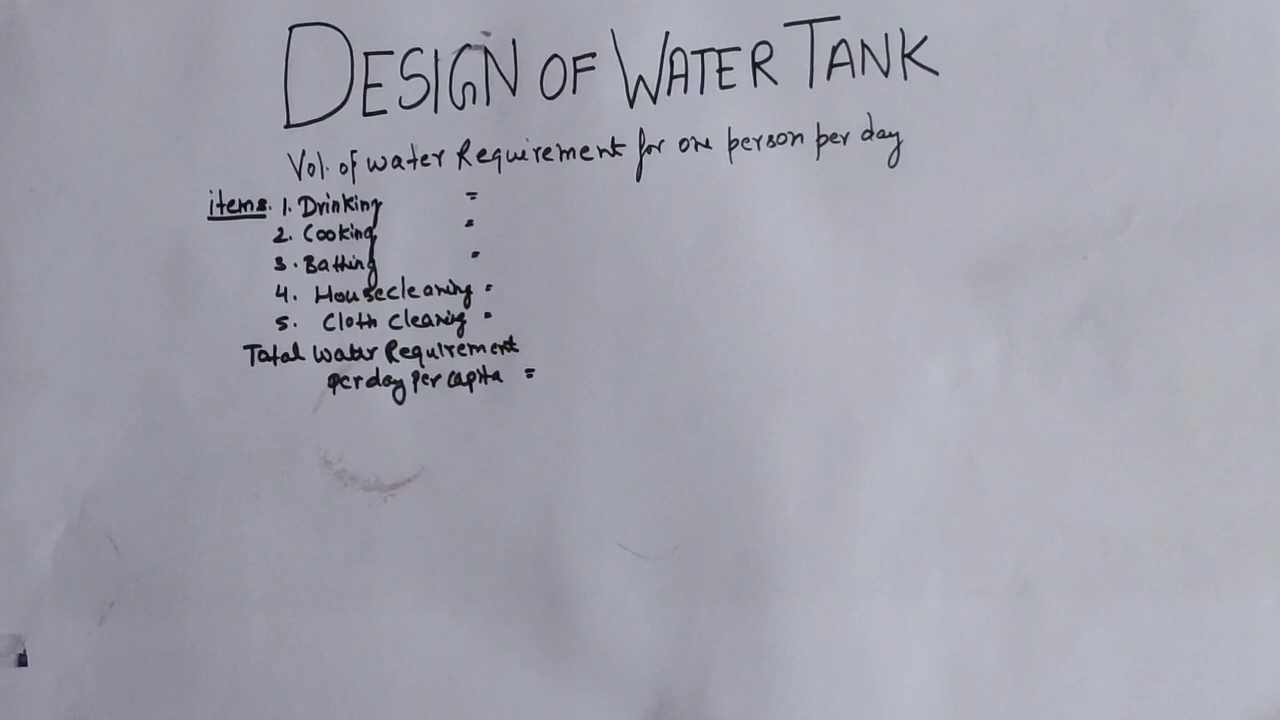 DESIGN OF WATER TANK
Vol. of water Requirement for one person per day
items. 1. Drinking =
2. Cooking =
3. Bathing =
4. Housecleaning =
5. Cloth Cleaning =
Total Water Requirement
per day per capita =